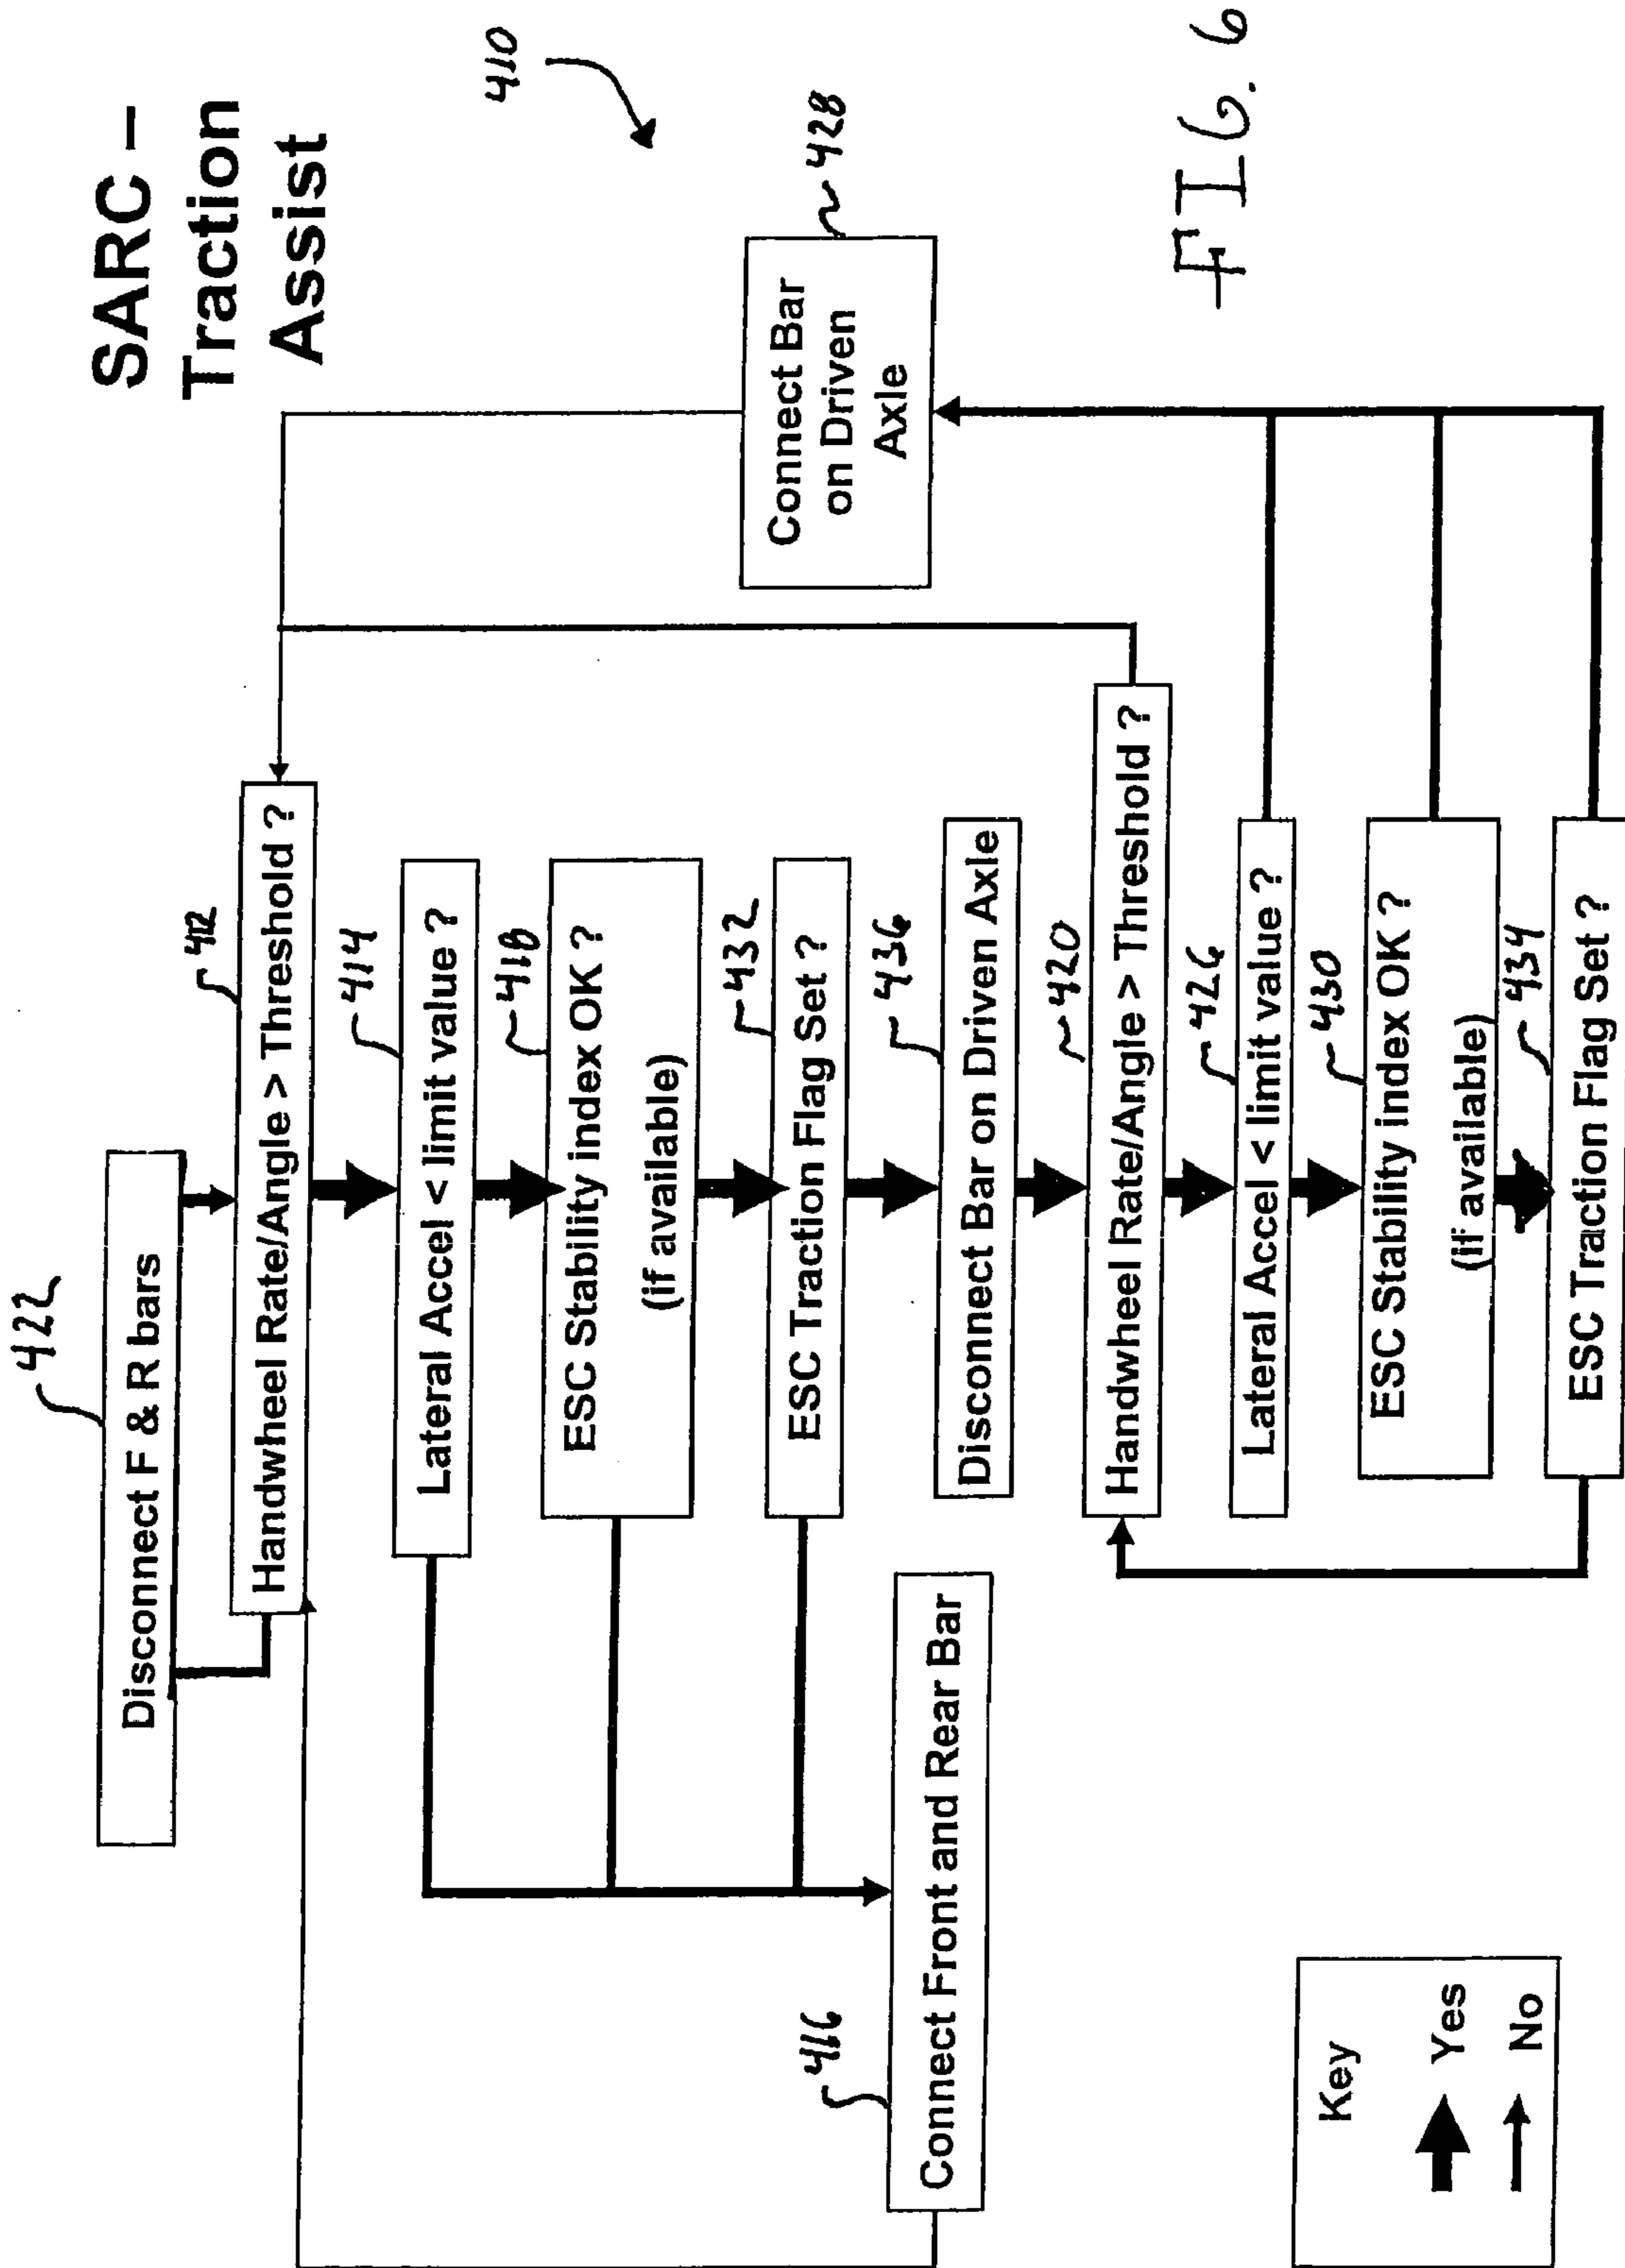 SARC –
Traction
Assist
410
422
Disconnect F & R bars
412
Handwheel Rate/Angle > Threshold ?
414
Lateral Accel < limit value ?
418
ESC Stability index OK ?
(if available)
432
ESC Traction Flag Set ?
436
Disconnect Bar on Driven Axle
420
Handwheel Rate/Angle > Threshold ?
426
Lateral Accel < limit value ?
430
ESC Stability index OK ?
(if available)
434
ESC Traction Flag Set ?
428
Connect Bar
on Driven
Axle
416
Connect Front and Rear Bar
Key
Yes
No
FIG. 6